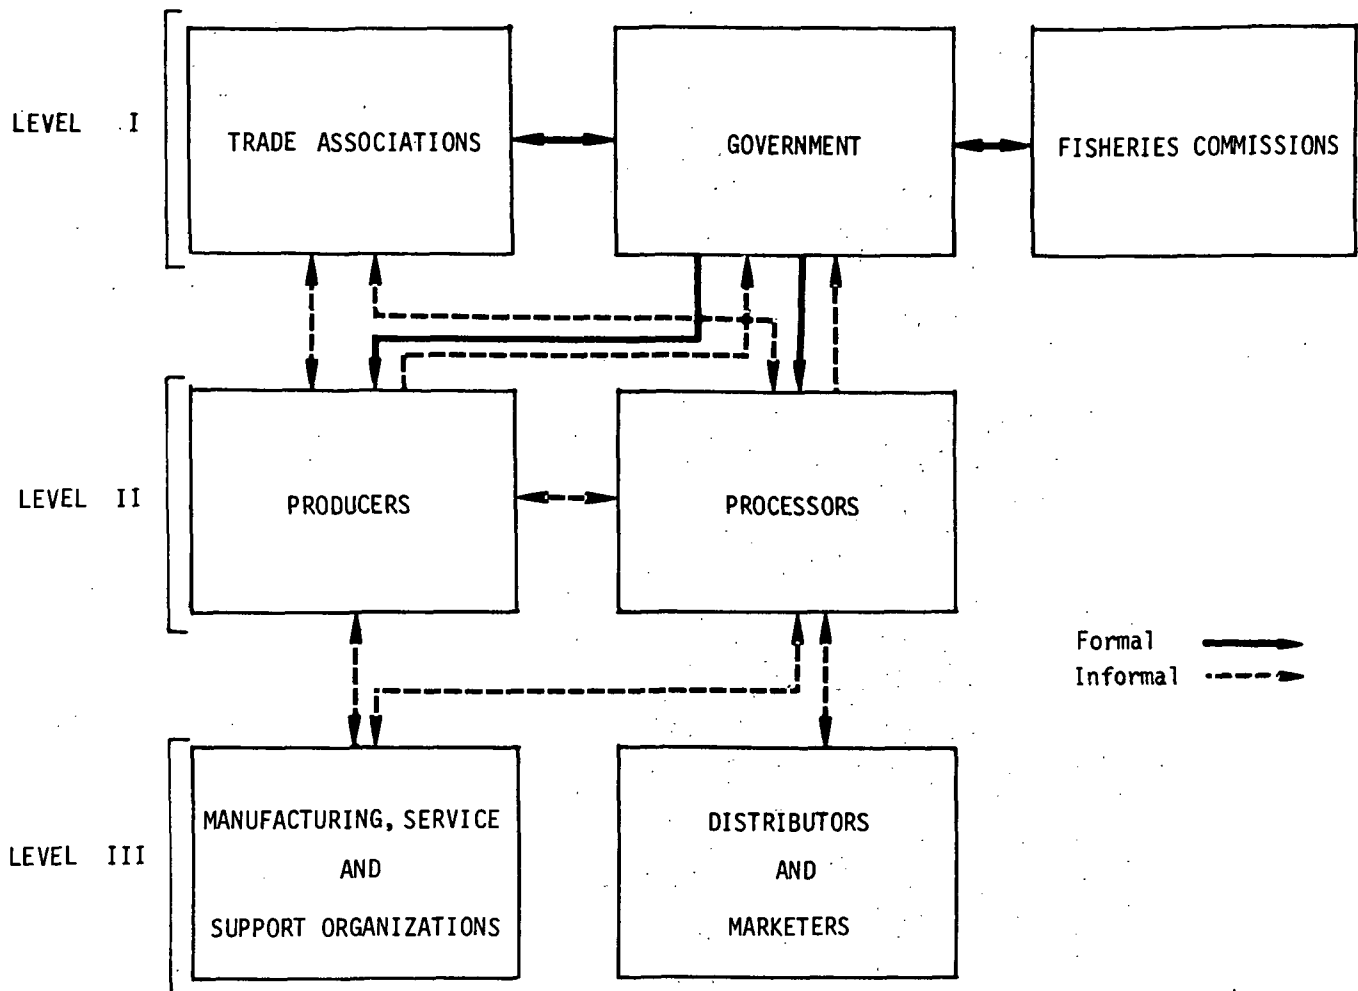 LEVEL I
TRADE ASSOCIATIONS
GOVERNMENT
FISHERIES COMMISSIONS
LEVEL II
PRODUCERS
PROCESSORS
Formal
Informal
LEVEL III
MANUFACTURING, SERVICE
AND
SUPPORT ORGANIZATIONS
DISTRIBUTORS
AND
MARKETERS